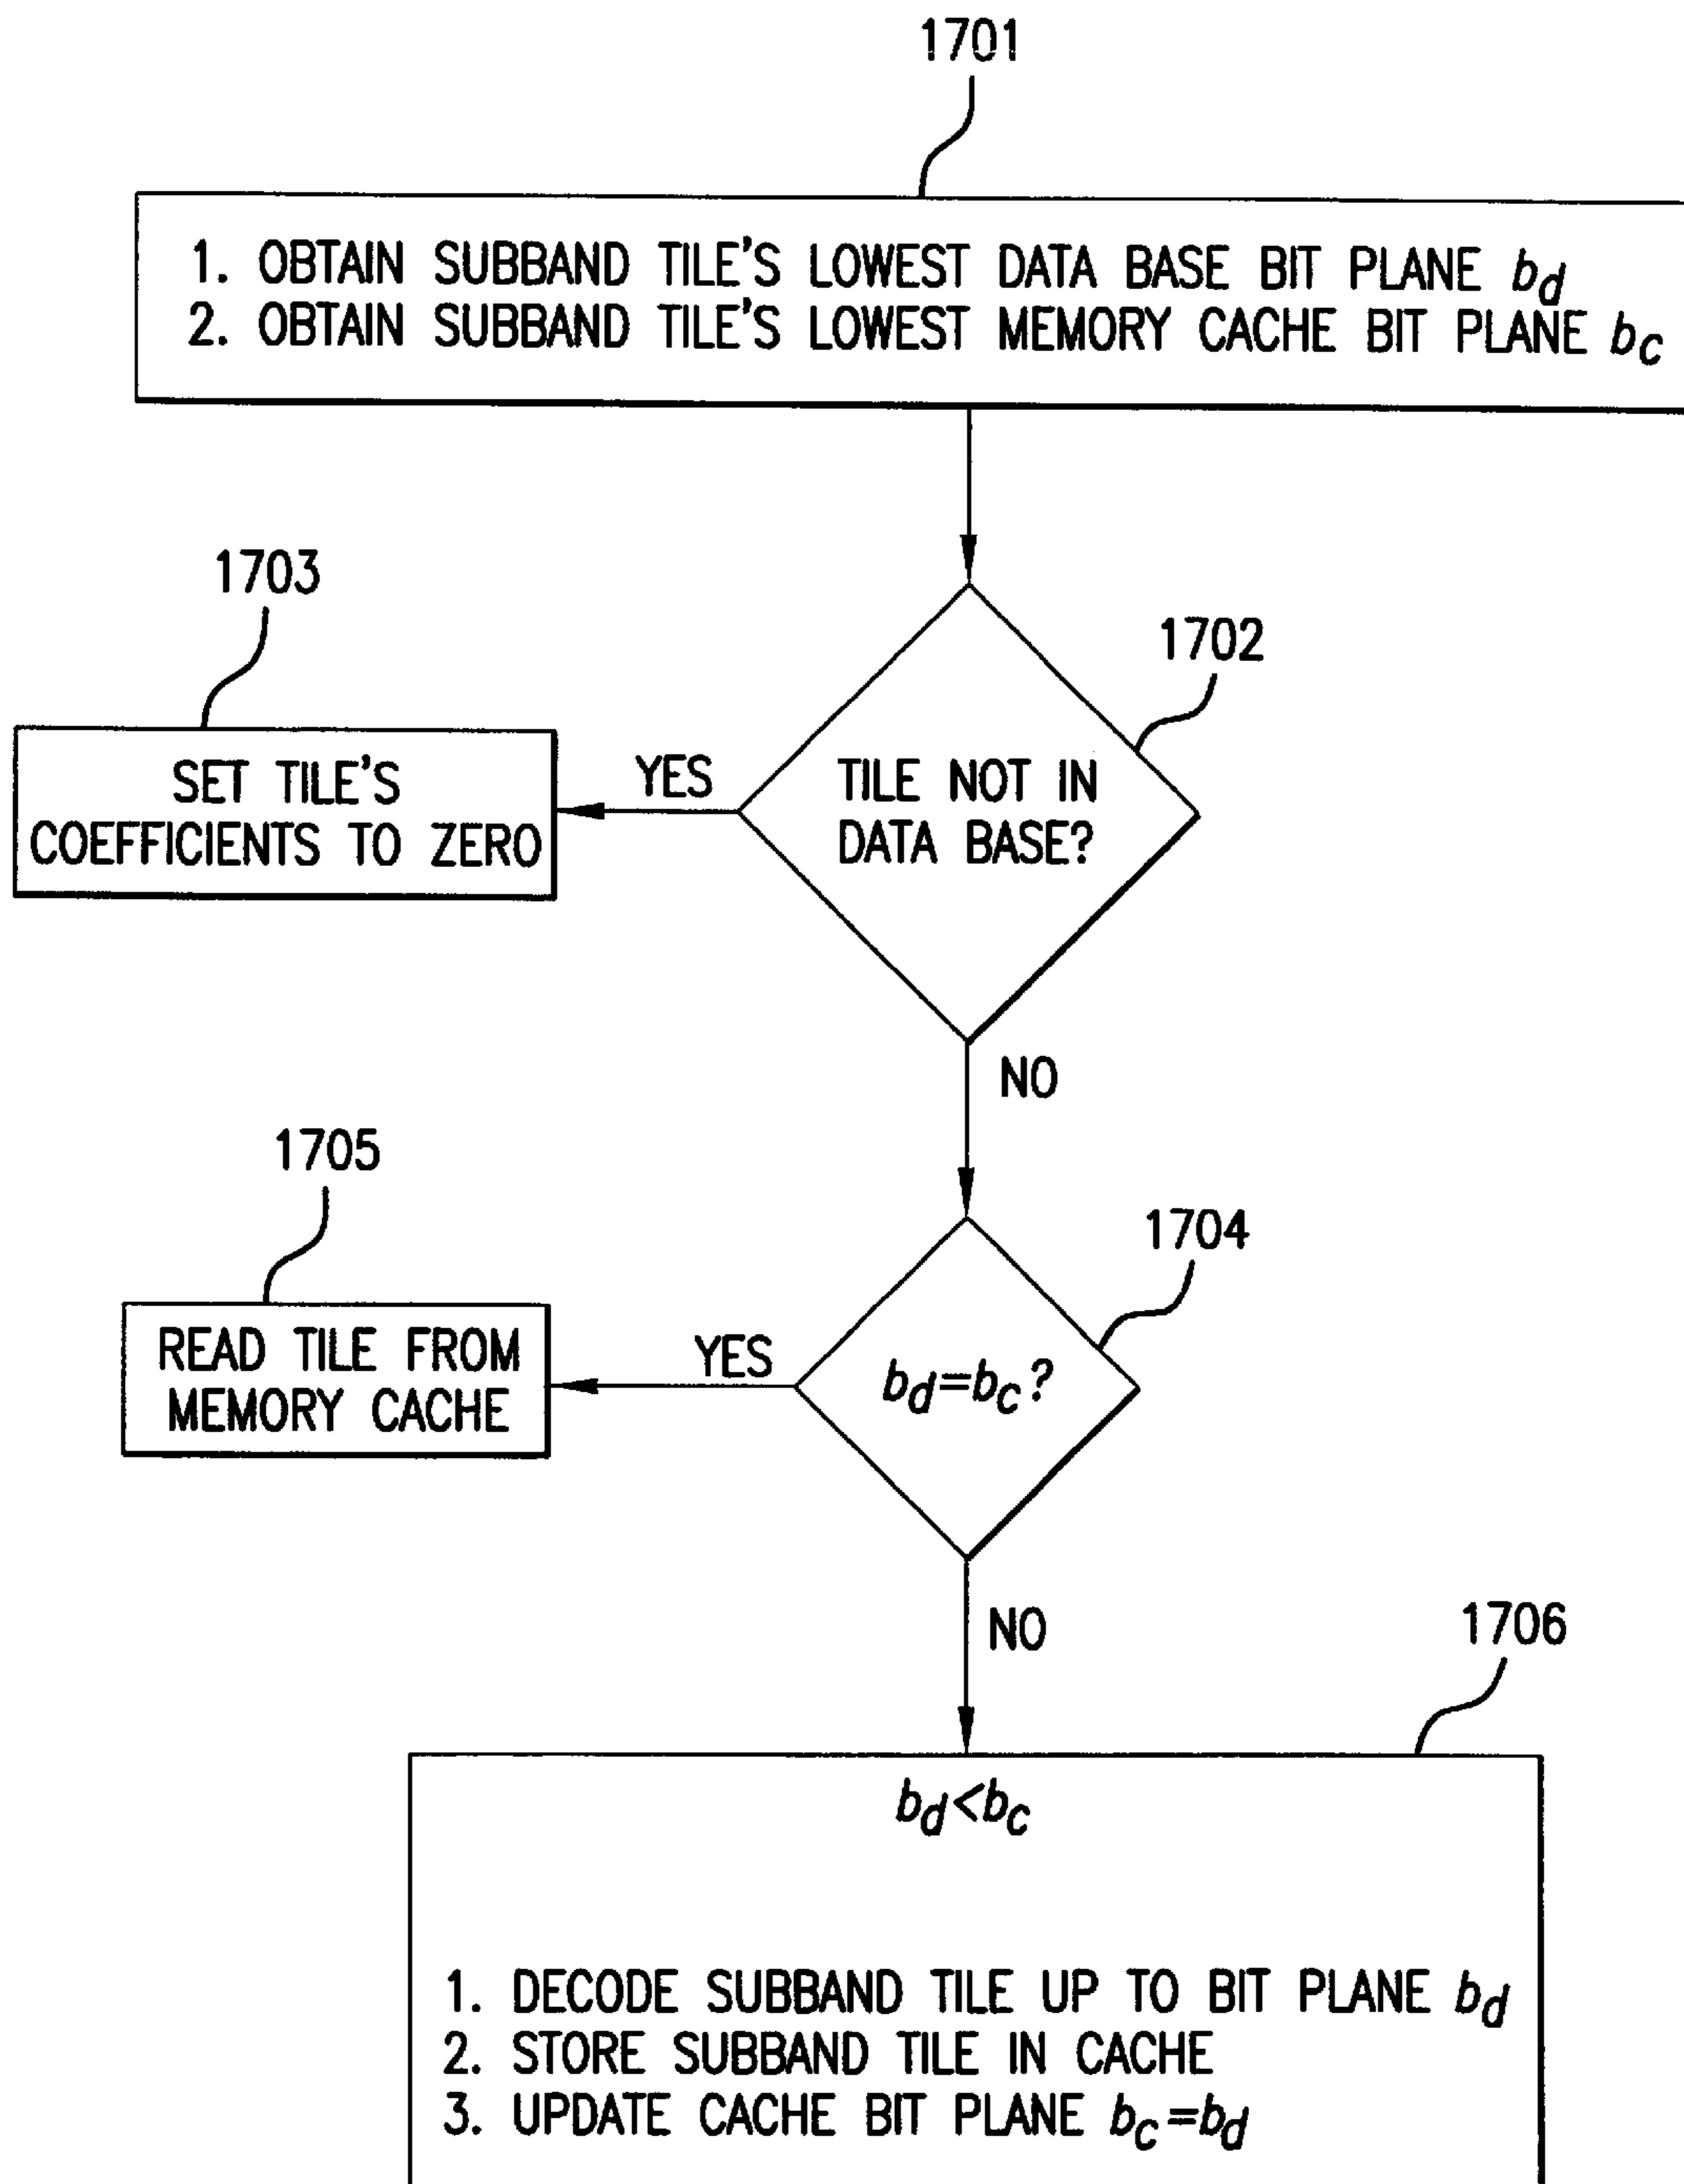 1701
1. OBTAIN SUBBAND TILE'S LOWEST DATA BASE BIT PLANE b_d
2. OBTAIN SUBBAND TILE'S LOWEST MEMORY CACHE BIT PLANE b_c
1703
1702
SET TILE'S
COEFFICIENTS TO ZERO
YES
TILE NOT IN
DATA BASE?
NO
1705
1704
READ TILE FROM
MEMORY CACHE
YES
b_d=b_c?
NO
1706
b_d<b_c
1. DECODE SUBBAND TILE UP TO BIT PLANE b_d
2. STORE SUBBAND TILE IN CACHE
3. UPDATE CACHE BIT PLANE b_c=b_d